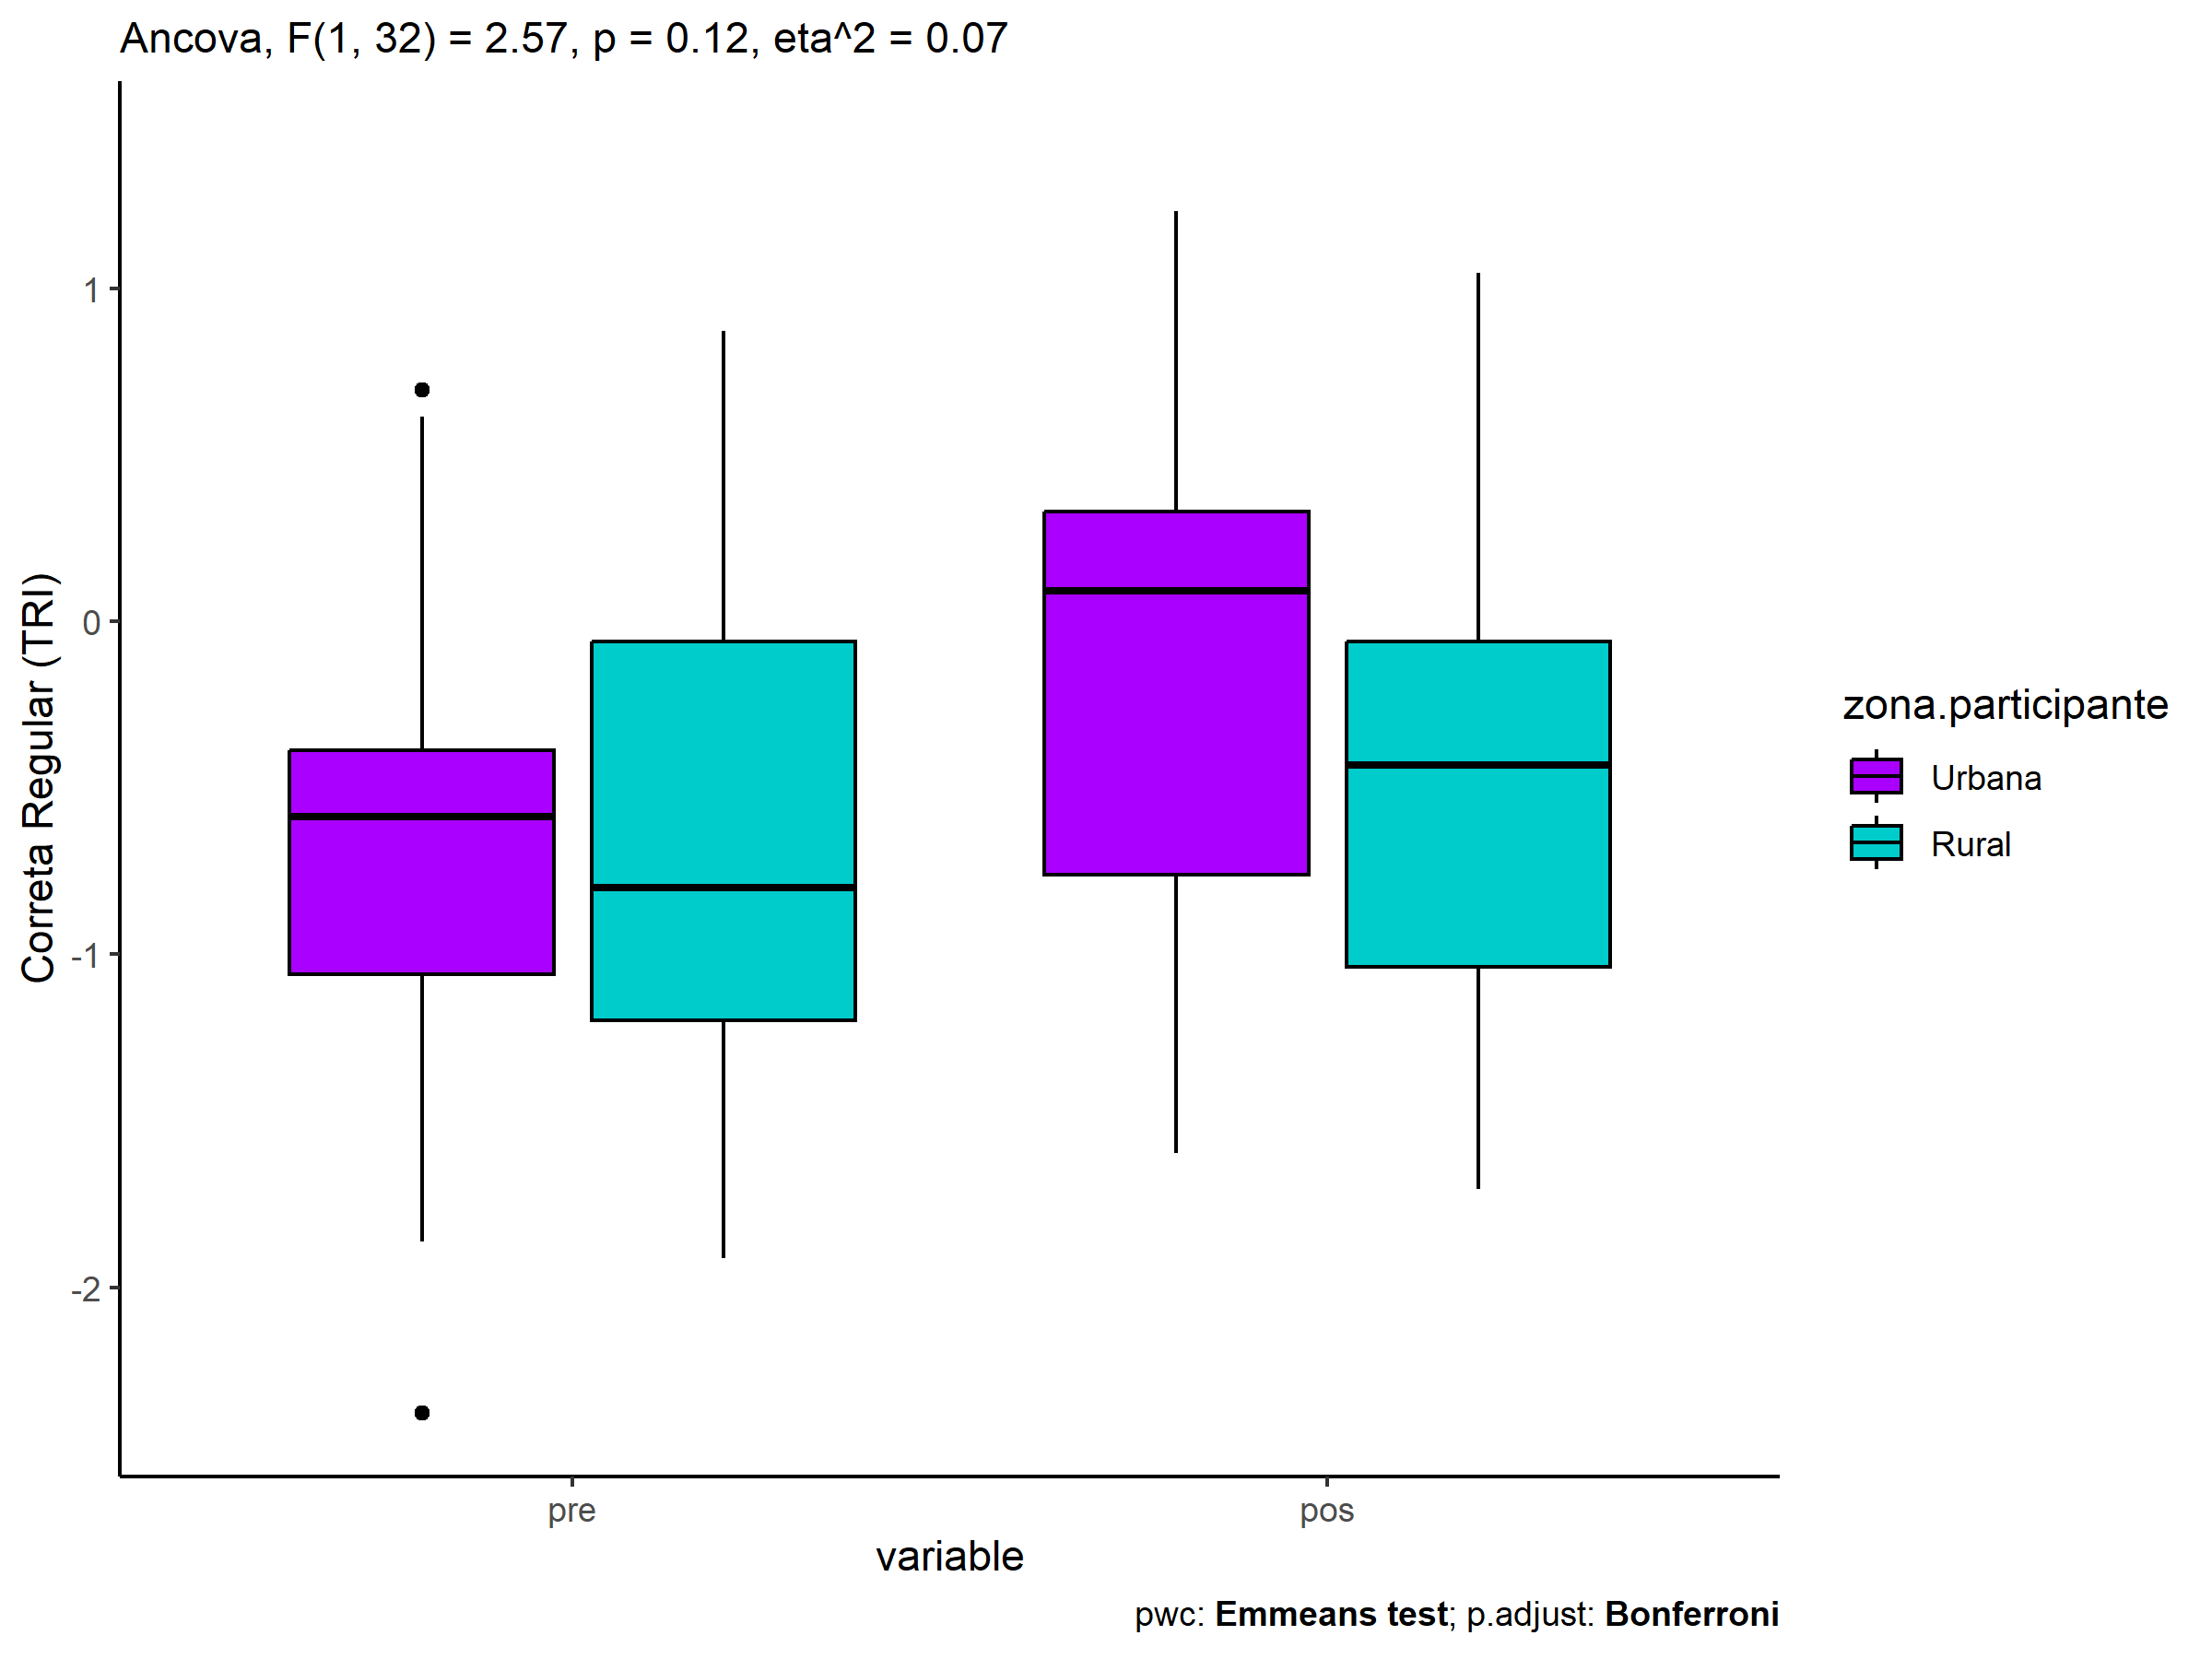 Ancova, F(1, 32) = 2.57, p = 0.12, eta^2 = 0.07
Correta Regular (TRI)
1
0
-1
-2
pre
pos
variable
zona.participante
Urbana
Rural
pwc: Emmeans test; p.adjust: Bonferroni